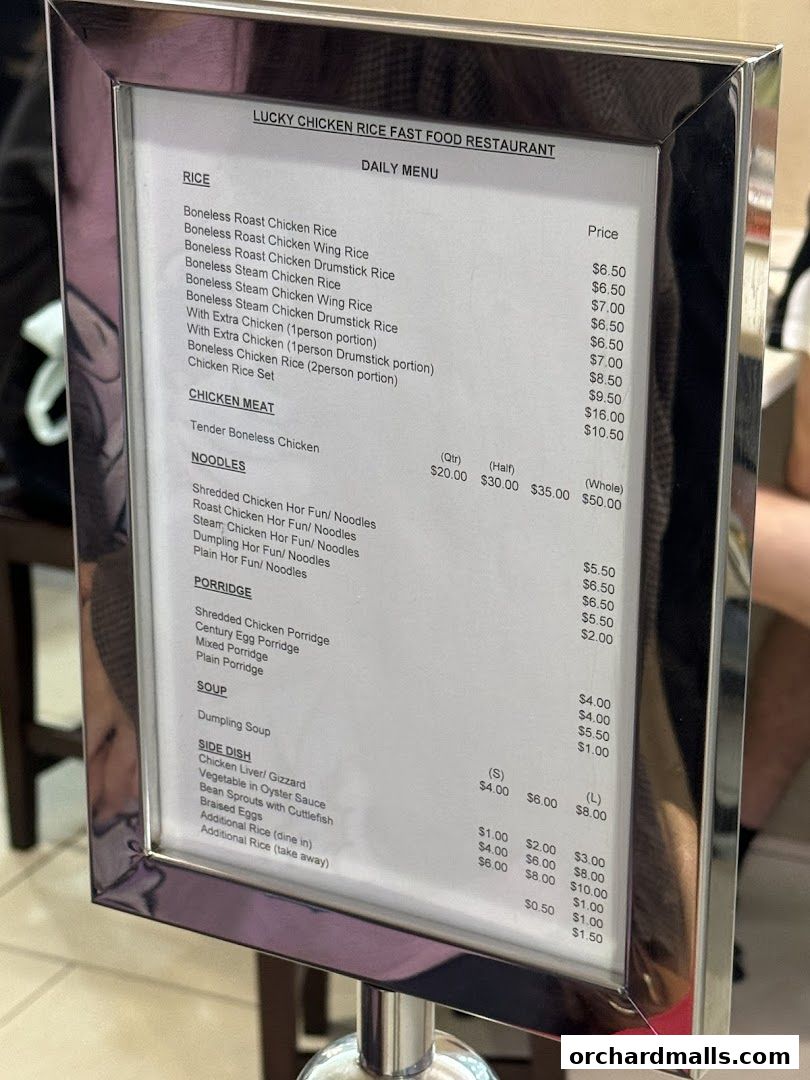 LUCKY CHICKEN RICE FAST FOOD RESTAURANT
DAILY MENU
RICE
Price
Boneless Roast Chicken Rice $6.50
Boneless Roast Chicken Wing Rice $6.50
Boneless Roast Chicken Drumstick Rice $7.00
Boneless Steam Chicken Rice $6.50
Boneless Steam Chicken Wing Rice $6.50
Boneless Steam Chicken Drumstick Rice $7.00
With Extra Chicken (1person portion) $8.50
With Extra Chicken (1person Drumstick portion) $9.50
Boneless Chicken Rice (2person portion) $16.00
Chicken Rice Set $10.50
CHICKEN MEAT
(Qtr) (Half) (Whole)
Tender Boneless Chicken $20.00 $30.00 $35.00 $50.00
NOODLES
Shredded Chicken Hor Fun/ Noodles $5.50
Roast Chicken Hor Fun/ Noodles $6.50
Steam Chicken Hor Fun/ Noodles $6.50
Dumpling Hor Fun/ Noodles $5.50
Plain Hor Fun/ Noodles $2.00
PORRIDGE
Shredded Chicken Porridge $4.00
Century Egg Porridge $4.00
Mixed Porridge $5.50
Plain Porridge $1.00
SOUP
(S) (L)
Dumpling Soup $4.00 $6.00 $8.00
SIDE DISH
Chicken Liver/ Gizzard $1.00 $2.00 $3.00
Vegetable in Oyster Sauce $4.00 $6.00 $8.00
Bean Sprouts with Cuttlefish $6.00 $8.00 $10.00
Braised Eggs $1.00
Additional Rice (dine in) $0.50 $1.00
Additional Rice (take away) $1.50
orchardmalls.com